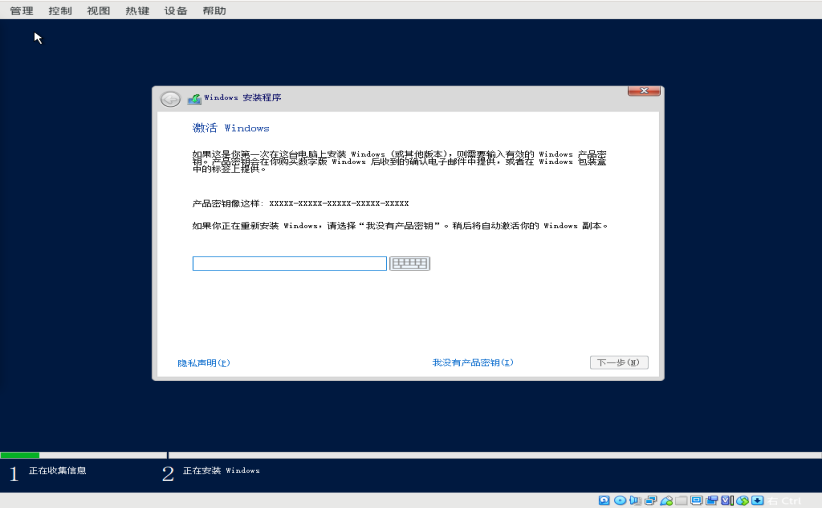 管理 控制 视图 热键 设备 帮助
Windows 安装程序
激活 Windows
如果这是你第一次在这台电脑上安装 Windows (或其他版本)，则需要输入有效的 Windows 产品密
钥。产品密钥会在你购买数字版 Windows 后收到的确认电子邮件中提供，或者在 Windows 包装盒
中的标签上提供。
产品密钥像这样: XXXXX-XXXXX-XXXXX-XXXXX-XXXXX
如果你正在重新安装 Windows，请选择“我没有产品密钥”。稍后将自动激活你的 Windows 副本。
隐私声明(P) 我没有产品密钥(I) 下一步(N)
1 正在收集信息 2 正在安装 Windows
右 Ctrl